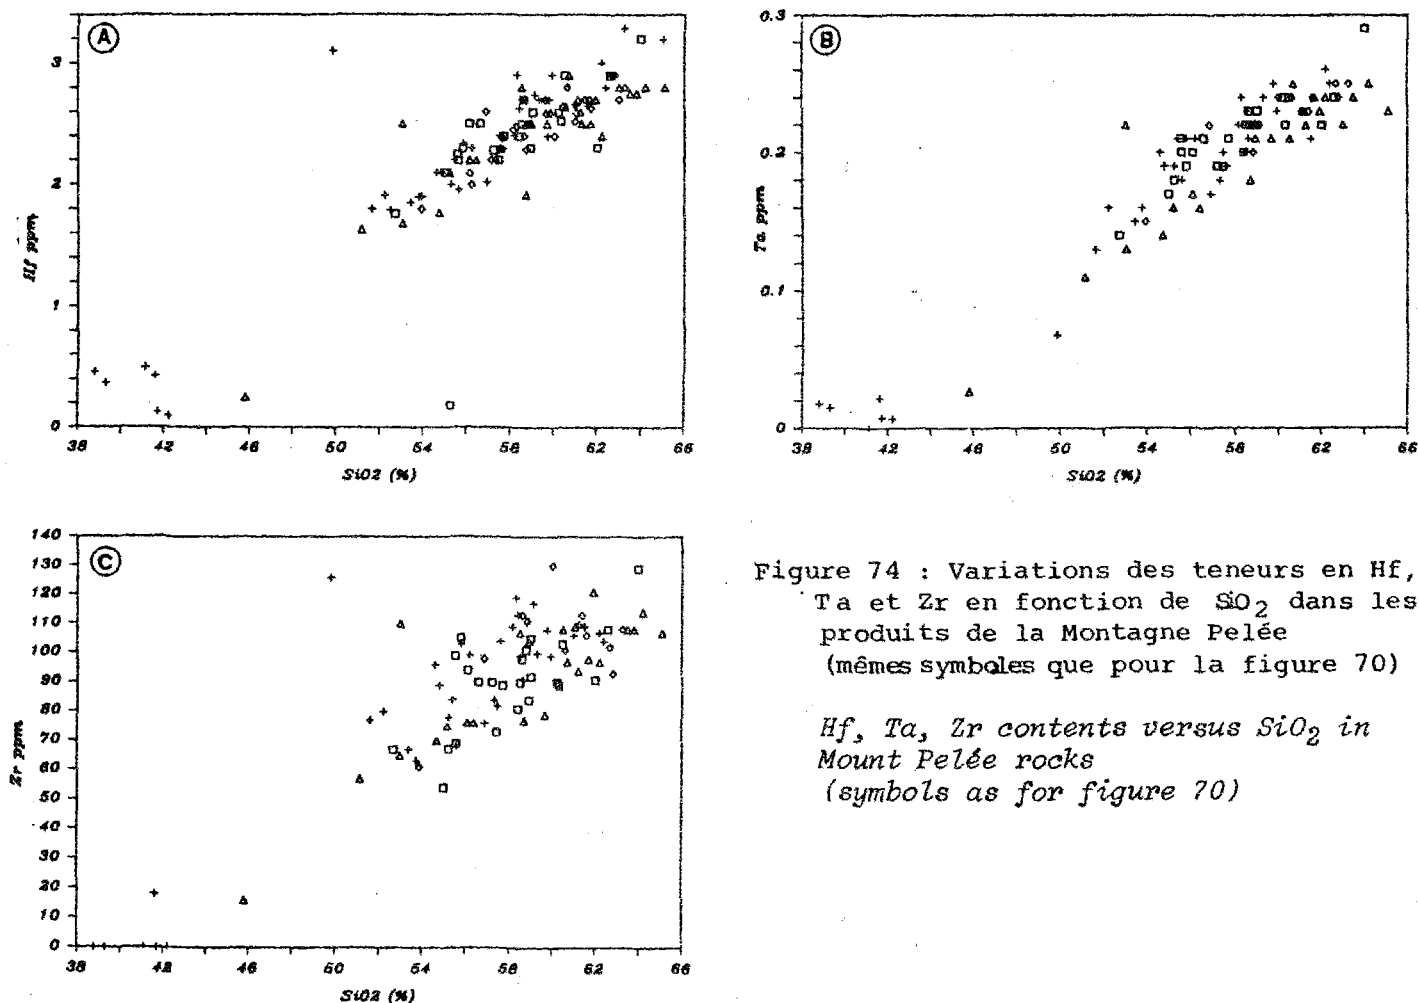 A
3
2
1
0
Hf ppm
38 42 46 50 54 58 62 66
SiO2 (%)
B
0.3
0.2
0.1
0
Ta ppm
38 42 46 50 54 58 62 66
SiO2 (%)
C
140
130
120
110
100
90
80
70
60
50
40
30
20
10
0
Zr ppm
38 42 46 50 54 58 62 66
SiO2 (%)
Figure 74 : Variations des teneurs en Hf,
Ta et Zr en fonction de SiO2 dans les
produits de la Montagne Pelée
(mêmes symboles que pour la figure 70)
Hf, Ta, Zr contents versus SiO2 in
Mount Pelée rocks
(symbols as for figure 70)